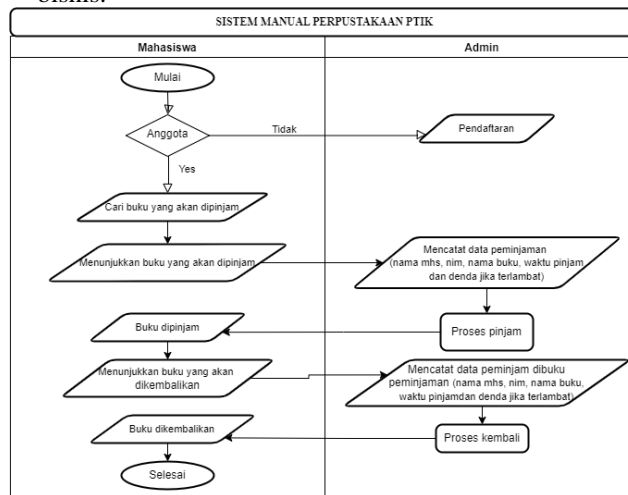 bisnis.
SISTEM MANUAL PERPUSTAKAAN PTIK
Mahasiswa
Admin
Mulai
Anggota
Tidak
Pendaftaran
Yes
Cari buku yang akan dipinjam
Menunjukkan buku yang akan dipinjam
Mencatat data peminjaman
(nama mhs, nim, nama buku, waktu pinjam
dan denda jika terlambat)
Buku dipinjam
Proses pinjam
Menunjukkan buku yang akan
dikembalikan
Mencatat data peminjam dibuku
peminjaman (nama mhs, nim, nama buku,
waktu pinjamdan denda jika terlambat)
Buku dikembalikan
Proses kembali
Selesai